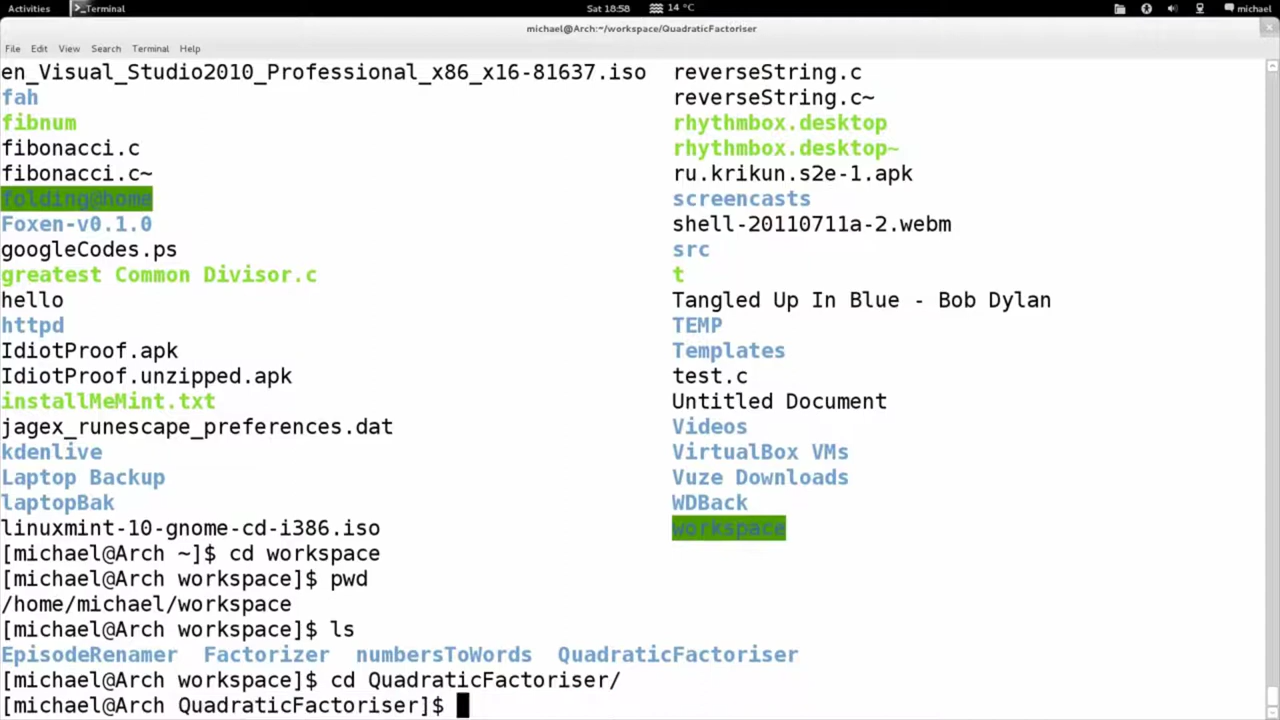 Activities Terminal Sat 18:58 14 °C michael
michael@Arch:~/workspace/QuadraticFactoriser
File Edit View Search Terminal Help
en_Visual_Studio2010_Professional_x86_x16-81637.iso reverseString.c
fah reverseString.c~
fibnum rhythmbox.desktop
fibonacci.c rhythmbox.desktop~
fibonacci.c~ ru.krikun.s2e-1.apk
folding@home screencasts
Foxen-v0.1.0 shell-20110711a-2.webm
googleCodes.ps src
greatest Common Divisor.c t
hello Tangled Up In Blue - Bob Dylan
httpd TEMP
IdiotProof.apk Templates
IdiotProof.unzipped.apk test.c
installMeMint.txt Untitled Document
jagex_runescape_preferences.dat Videos
kdenlive VirtualBox VMs
Laptop Backup Vuze Downloads
laptopBak WDBack
linuxmint-10-gnome-cd-i386.iso workspace
[michael@Arch ~]$ cd workspace
[michael@Arch workspace]$ pwd
/home/michael/workspace
[michael@Arch workspace]$ ls
EpisodeRenamer Factorizer numbersToWords QuadraticFactoriser
[michael@Arch workspace]$ cd QuadraticFactoriser/
[michael@Arch QuadraticFactoriser]$